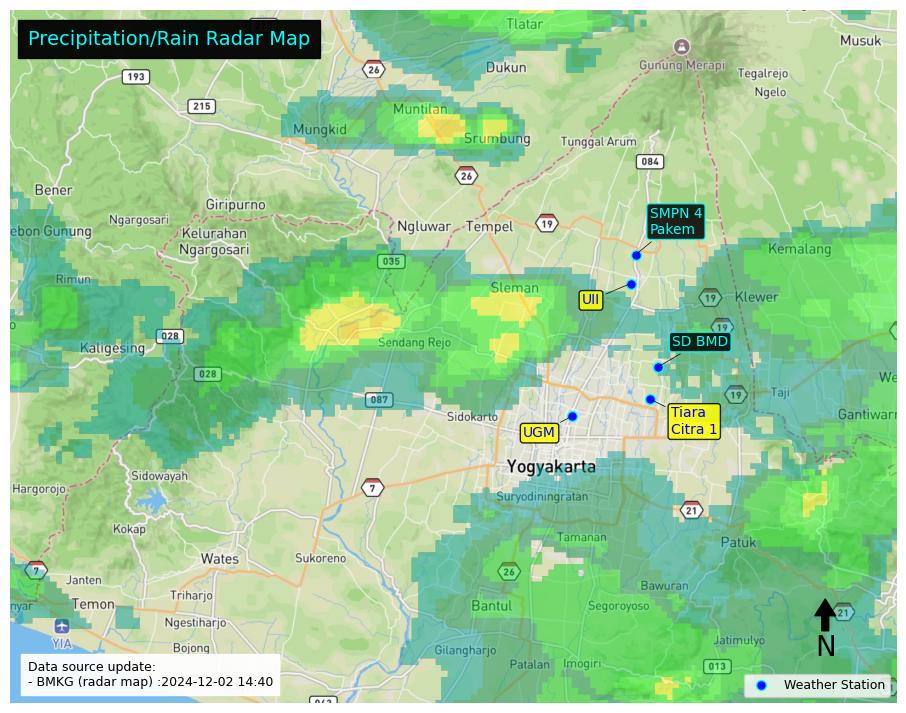 Precipitation/Rain Radar Map
Tlatar
Musuk
26
Dukun
Gunung Merapi
Tegalrejo
193
Ngelo
215
Muntilan
Mungkid
Srumbung
Tunggal Arum
084
26
Bener
Giripurno
SMPN 4
Pakem
Ngargosari
Ngluwar
Tempel
19
ebon Gunung
Kelurahan
Ngargosari
Kemalang
035
Rimun
Sleman
UII
19
Klewer
19
028
Sendang Rejo
SD BMD
Kaligesing
028
We
087
19
Taji
Sidokarto
Tiara
Citra 1
Gantiwarn
UGM
Yogyakarta
Sidowayah
Hargorojo
7
Suryodiningratan
21
Kokap
Tamanan
Patuk
Wates
Sukoreno
7
26
Janten
Bawuran
Triharjo
nyar
Temon
Bantul
Segoroyoso
21
Ngestiharjo
YIA
N
Jatimulyo
Bojong
Gilangharjo
Data source update:
- BMKG (radar map) :2024-12-02 14:40
Patalan
Imogiri
013
Weather Station